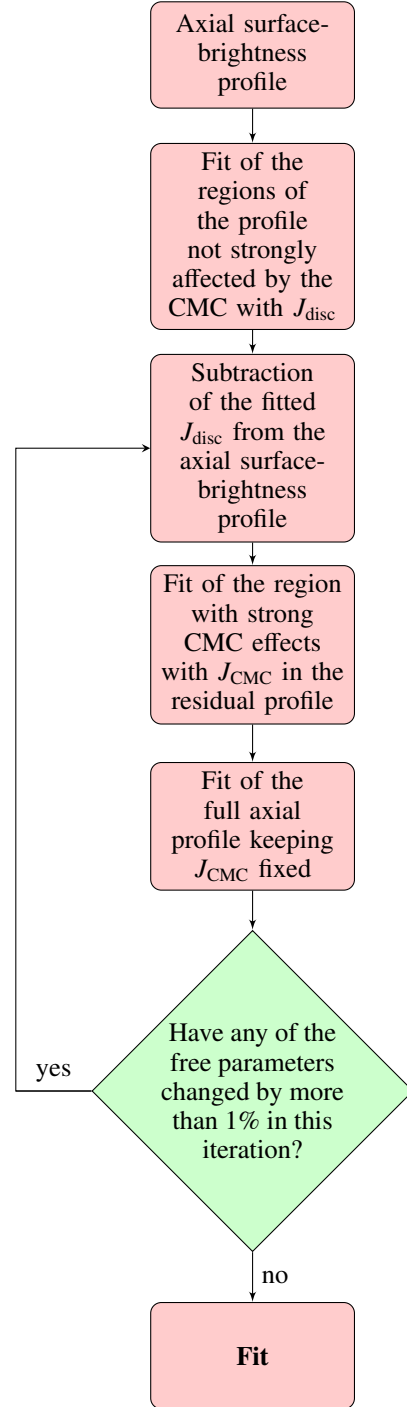 Axial surface-
brightness
profile
Fit of the
regions of
the profile
not strongly
affected by the
CMC with J_disc
Subtraction
of the fitted
J_disc from the
axial surface-
brightness
profile
Fit of the region
with strong
CMC effects
with J_CMC in the
residual profile
Fit of the
full axial
profile keeping
J_CMC fixed
Have any of the
free parameters
changed by more
than 1% in this
iteration?
yes
no
Fit